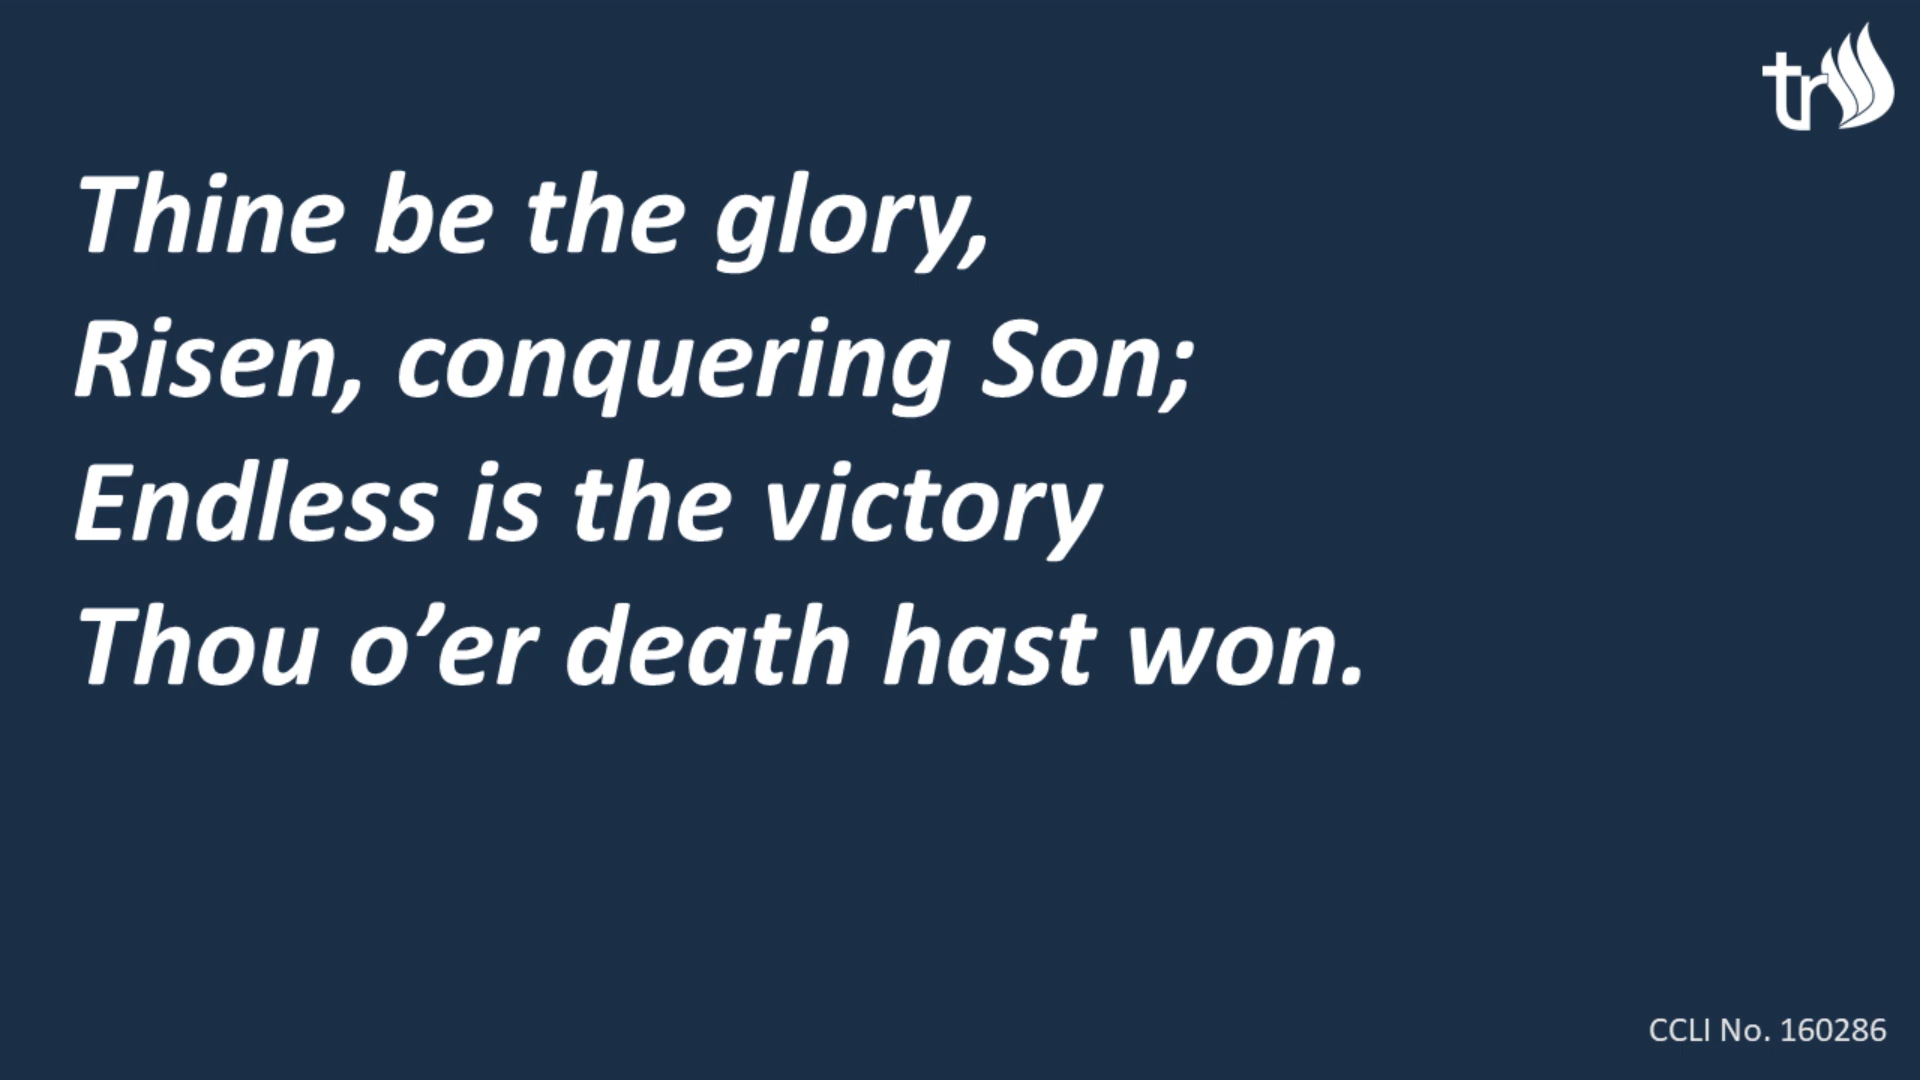 tr
Thine be the glory,
Risen, conquering Son;
Endless is the victory
Thou o’er death hast won.
CCLI No. 160286